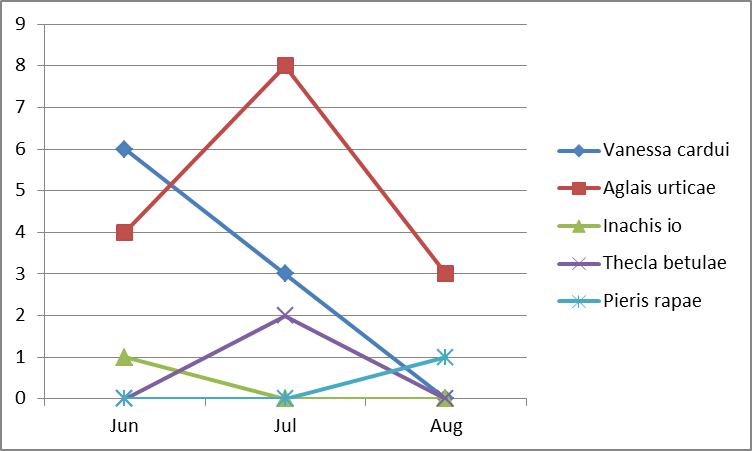 9
8
7
6
5
4
3
2
1
0
Jun Jul Aug
Vanessa cardui
Aglais urticae
Inachis io
Thecla betulae
Pieris rapae